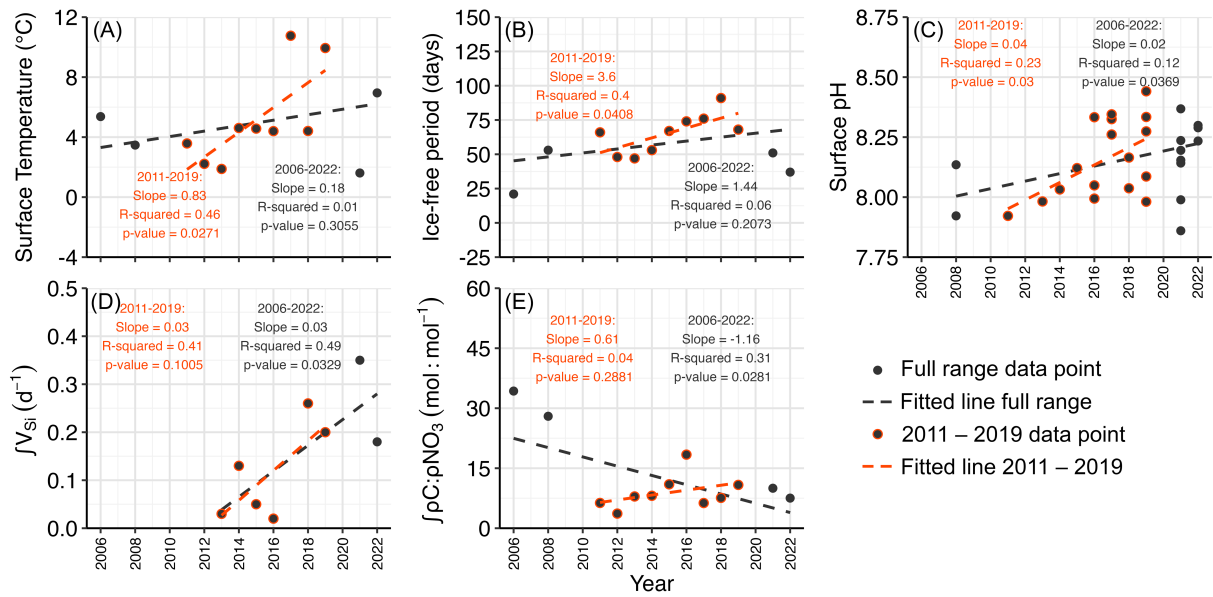 (A)
Surface Temperature (°C)
12
8
4
0
-4
2011-2019:
Slope = 0.83
R-squared = 0.46
p-value = 0.0271
2006-2022:
Slope = 0.18
R-squared = 0.01
p-value = 0.3055
(B)
Ice-free period (days)
150
125
100
75
50
25
0
-25
2011-2019:
Slope = 3.6
R-squared = 0.4
p-value = 0.0408
2006-2022:
Slope = 1.44
R-squared = 0.06
p-value = 0.2073
(C)
Surface pH
8.75
8.50
8.25
8.00
7.75
2011-2019:
Slope = 0.04
R-squared = 0.23
p-value = 0.03
2006-2022:
Slope = 0.02
R-squared = 0.12
p-value = 0.0369
2006
2008
2010
2012
2014
2016
2018
2020
2022
(D)
∫V_Si (d⁻¹)
0.5
0.4
0.3
0.2
0.1
0.0
2011-2019:
Slope = 0.03
R-squared = 0.41
p-value = 0.1005
2006-2022:
Slope = 0.03
R-squared = 0.49
p-value = 0.0329
2006
2008
2010
2012
2014
2016
2018
2020
2022
(E)
∫ρC:ρNO₃ (mol : mol⁻¹)
60
45
30
15
0
2011-2019:
Slope = 0.61
R-squared = 0.04
p-value = 0.2881
2006-2022:
Slope = -1.16
R-squared = 0.31
p-value = 0.0281
2006
2008
2010
2012
2014
2016
2018
2020
2022
Year
Full range data point
Fitted line full range
2011 – 2019 data point
Fitted line 2011 – 2019